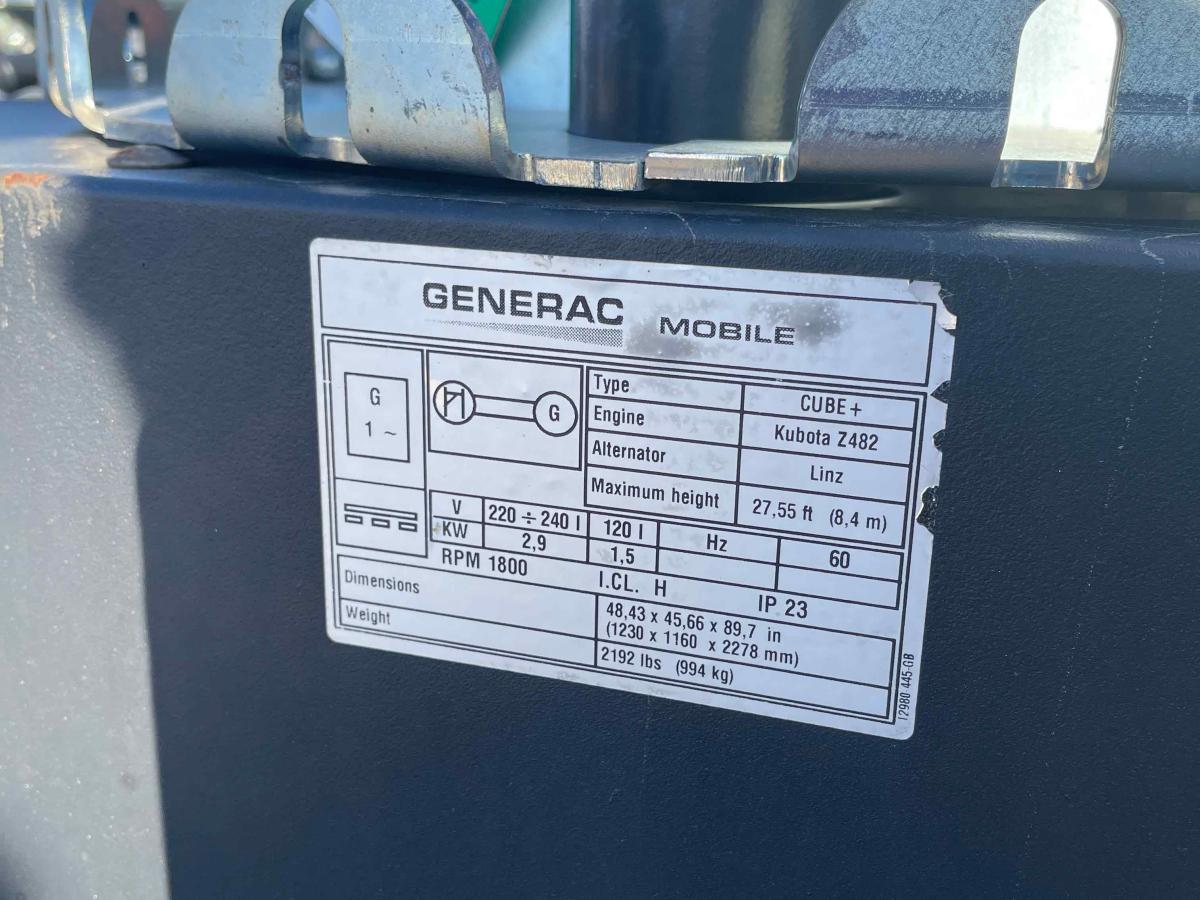 GENERAC MOBILE
G
1 ~
G
Type CUBE+
Engine Kubota Z482
Alternator Linz
Maximum height 27,55 ft (8,4 m)
V 220 ÷ 240 I 120 I Hz 60
KW 2,9 1,5
RPM 1800 I.CL. H IP 23
Dimensions 48,43 x 45,66 x 89,7 in
(1230 x 1160 x 2278 mm)
Weight 2192 lbs (994 kg)
12980-445-GB